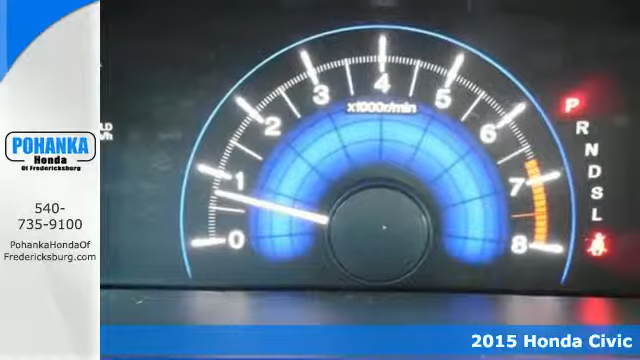 POHANKA
Honda
Of Fredericksburg
540-
735-9100
PohankaHondaOf
Fredericksburg.com
0
1
2
3
4
5
6
7
8
x1000r/min
P
R
N
D
S
L
2015 Honda Civic